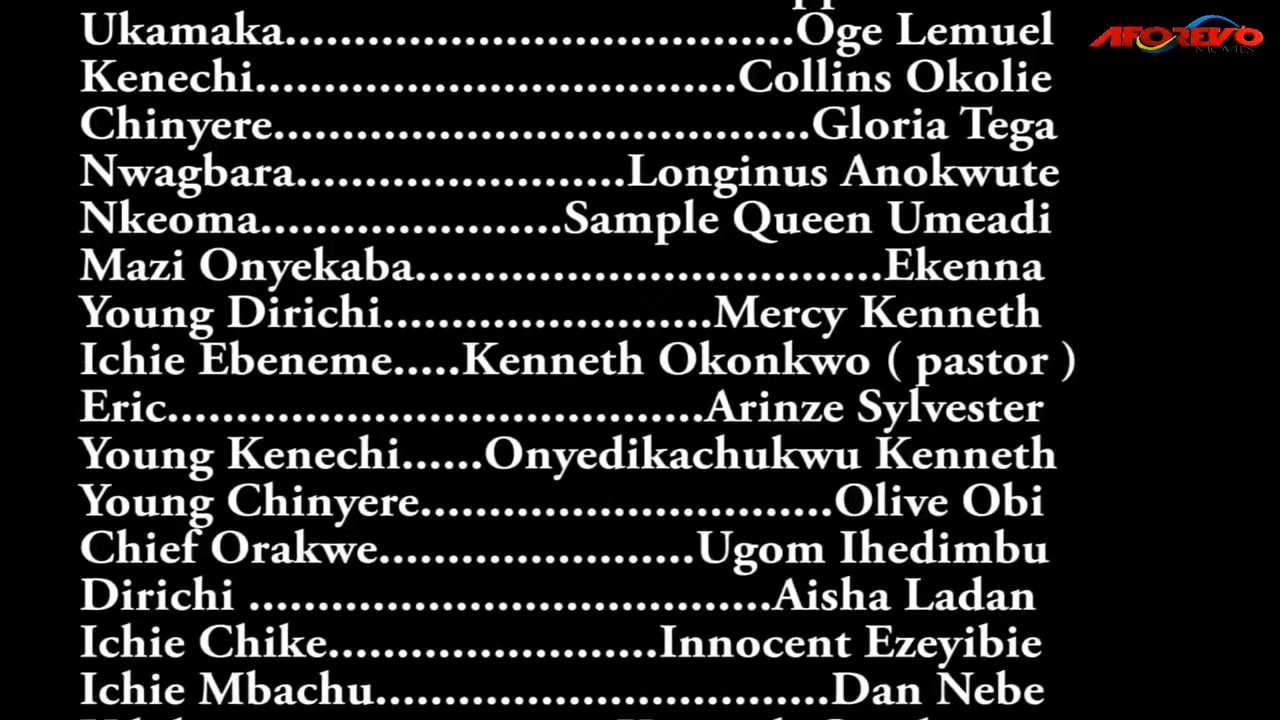 Ukamaka.....................................Oge Lemuel
Kenechi...................................Collins Okolie
Chinyere.......................................Gloria Tega
Nwagbara........................Longinus Anokwute
Nkeoma......................Sample Queen Umeadi
Mazi Onyekaba..................................Ekenna
Young Dirichi........................Mercy Kenneth
Ichie Ebeneme.....Kenneth Okonkwo ( pastor )
Eric.......................................Arinze Sylvester
Young Kenechi......Onyedikachukwu Kenneth
Young Chinyere..............................Olive Obi
Chief Orakwe.......................Ugom Ihedimbu
Dirichi ......................................Aisha Ladan
Ichie Chike........................Innocent Ezeyibie
Ichie Mbachu.................................Dan Nebe
AFOREVO
MOVIES